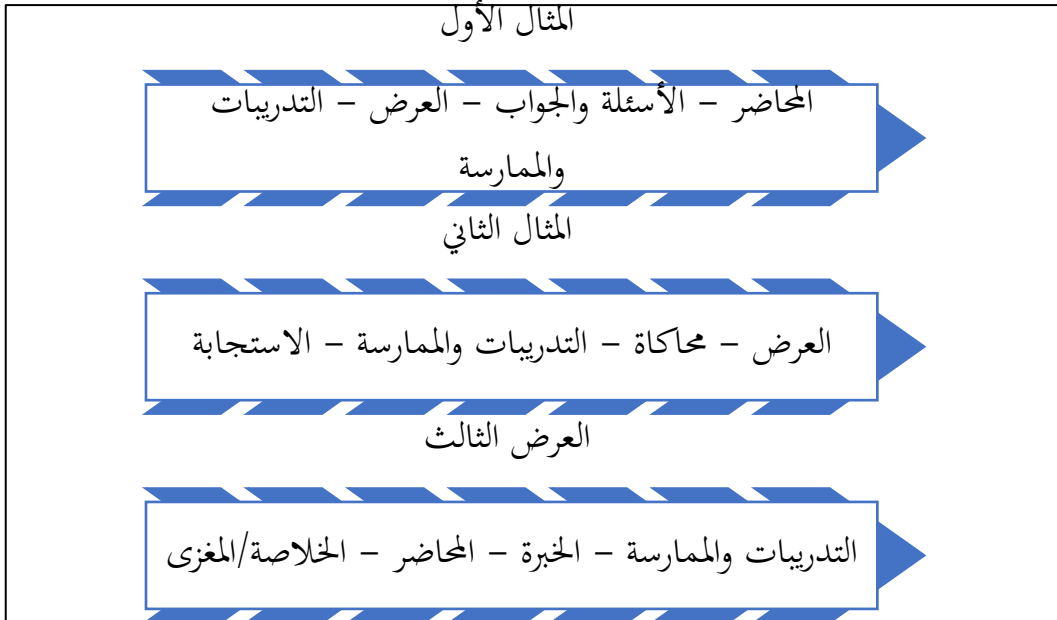 المثال الأول
المحاضر – الأسئلة والجواب – العرض – التدريبات
والممارسة
المثال الثاني
العرض – محاكاة – التدريبات والممارسة – الاستجابة
العرض الثالث
التدريبات والممارسة – الخبرة – المحاضر – الخلاصة/المغزى